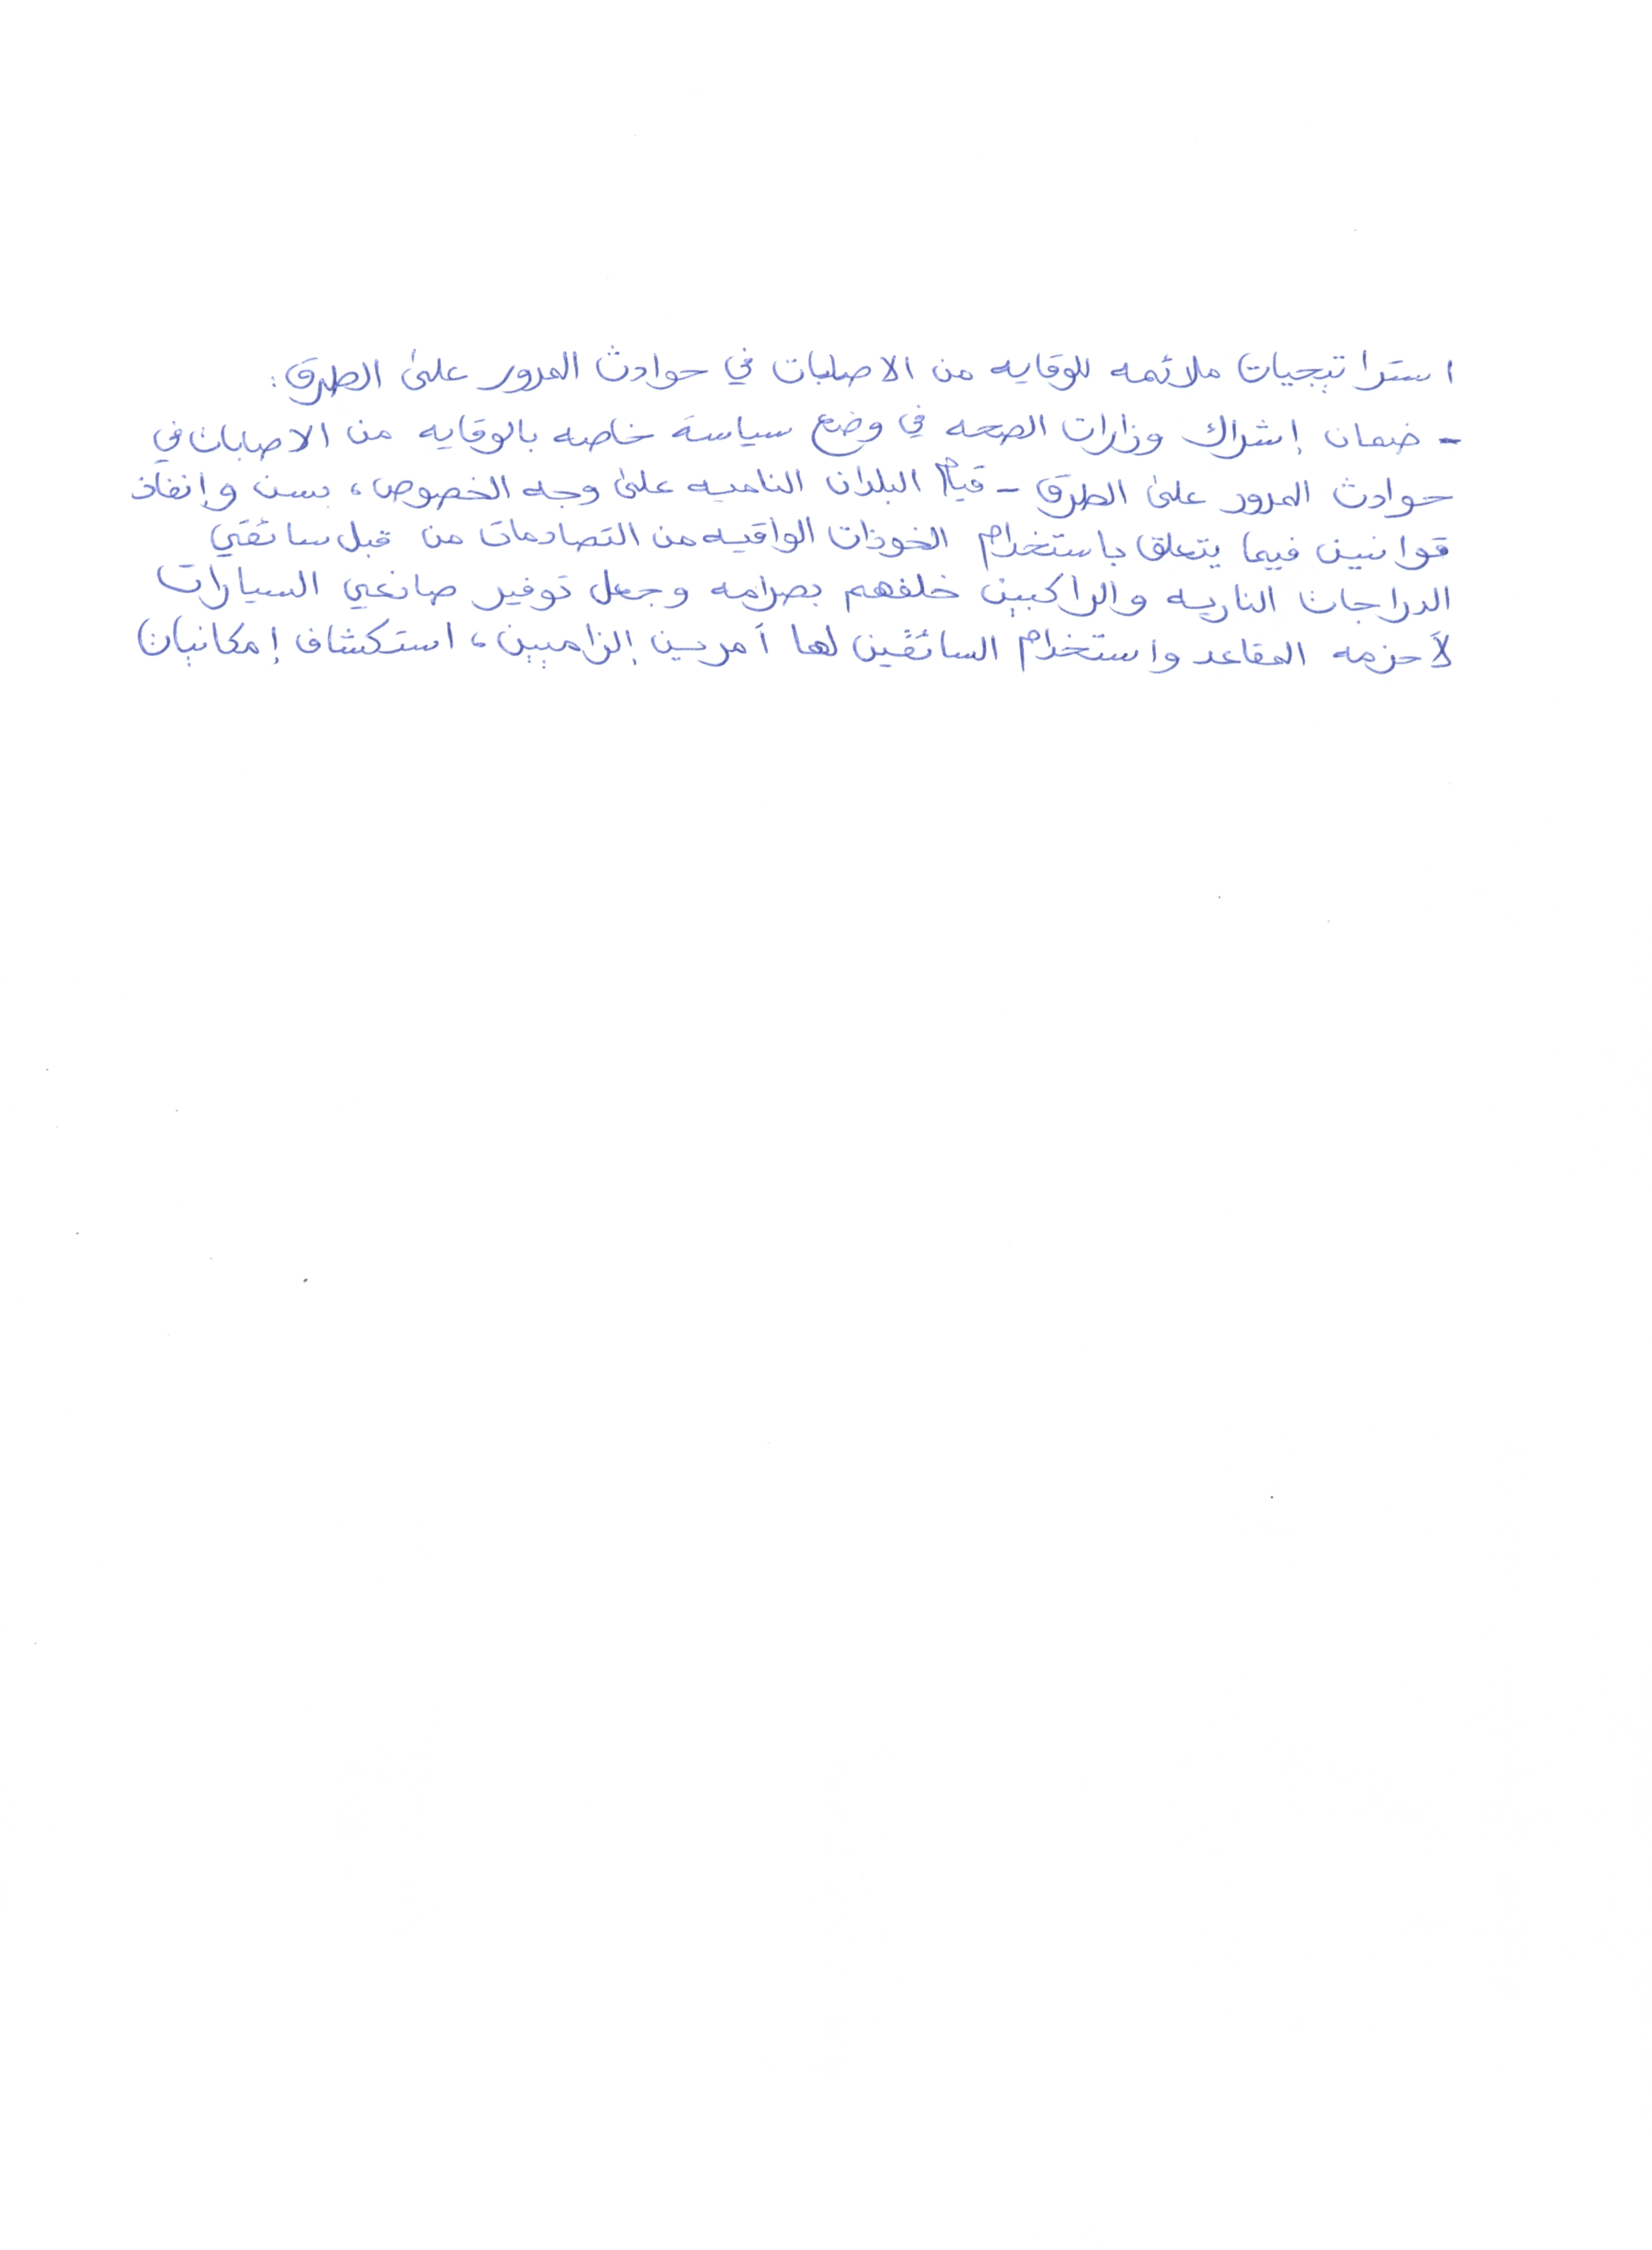 استراتيجيات ملائمه للوقايه من الاصابات في حوادث المرور على الطرق:
- ضمان إشراك وزارات الصحه في وضع سياسة خاصه بالوقايه من الاصابات في
حوادث المرور على الطرق - قيام البلدان الناميه على وجه الخصوص، بسن وإنفاذ
قوانين فيما يتعلق باستخدام الخوذات الواقيه من التصادمات من قبل سائقي
الدراجات الناريه والراكبين خلفهم بصرامه وجعل توفير صانعي السيارات
لأحزمه المقاعد واستخدام السائقين لها أمرين إلزاميين، استكشاف إمكانيات